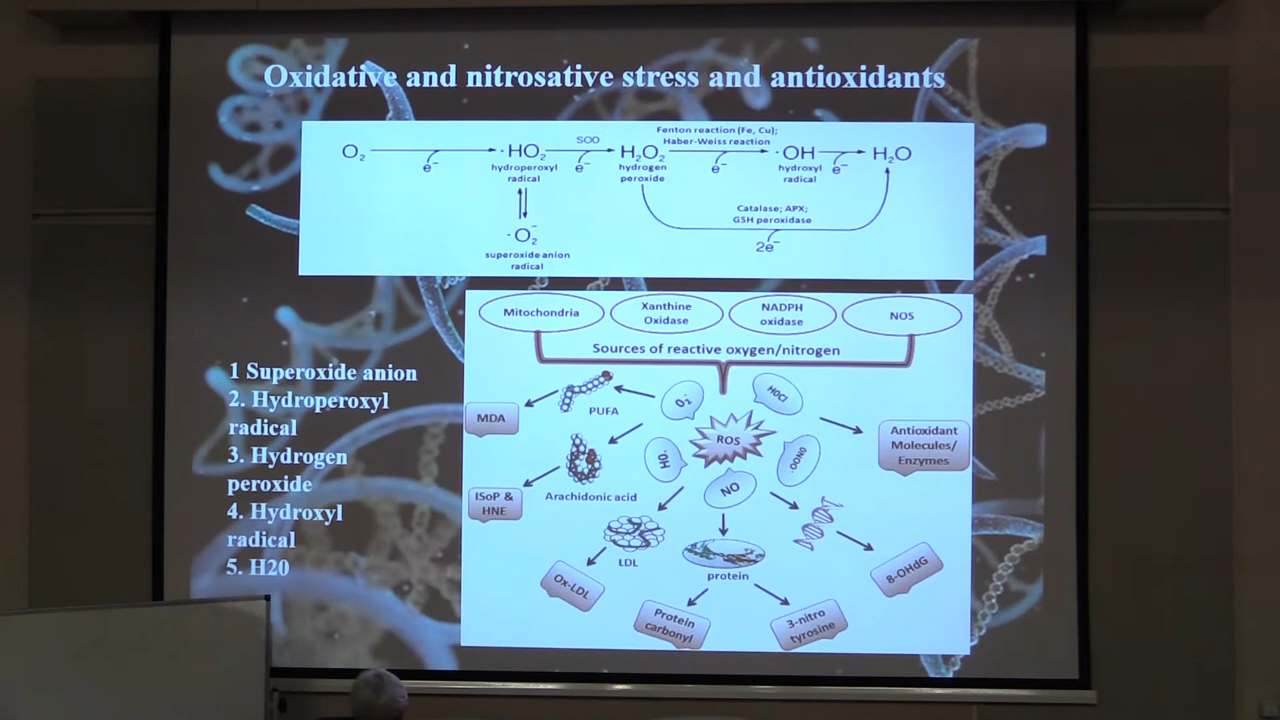 Oxidative and nitrosative stress and antioxidants
Fenton reaction (Fe, Cu);
Haber-Weiss reaction
SOD
O₂
·HO₂
H₂O₂
·OH
H₂O
e⁻
e⁻
e⁻
e⁻
hydroperoxyl
radical
hydrogen
peroxide
hydroxyl
radical
Catalase; APX;
GSH peroxidase
2e⁻
·O₂⁻
superoxide anion
radical
Mitochondria
Xanthine
Oxidase
NADPH
oxidase
NOS
Sources of reactive oxygen/nitrogen
1 Superoxide anion
2. Hydroperoxyl
radical
3. Hydrogen
peroxide
4. Hydroxyl
radical
5. H20
MDA
PUFA
O₂·
HOCl
ROS
HO·
ONOO·
NO
Antioxidant
Molecules/
Enzymes
ISoP &
HNE
Arachidonic acid
LDL
protein
Ox-LDL
Protein
carbonyl
3-nitro
tyrosine
8-OHdG